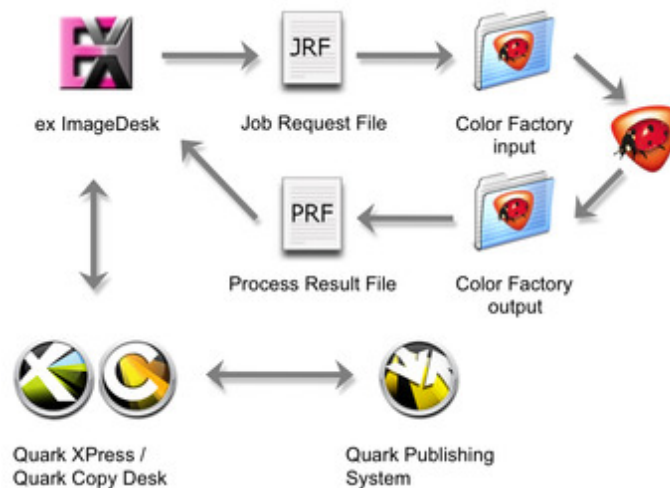 JRF
ex ImageDesk
Job Request File
Color Factory
input
PRF
Process Result File
Color Factory
output
X
C
Quark XPress /
Quark Copy Desk
Quark Publishing
System